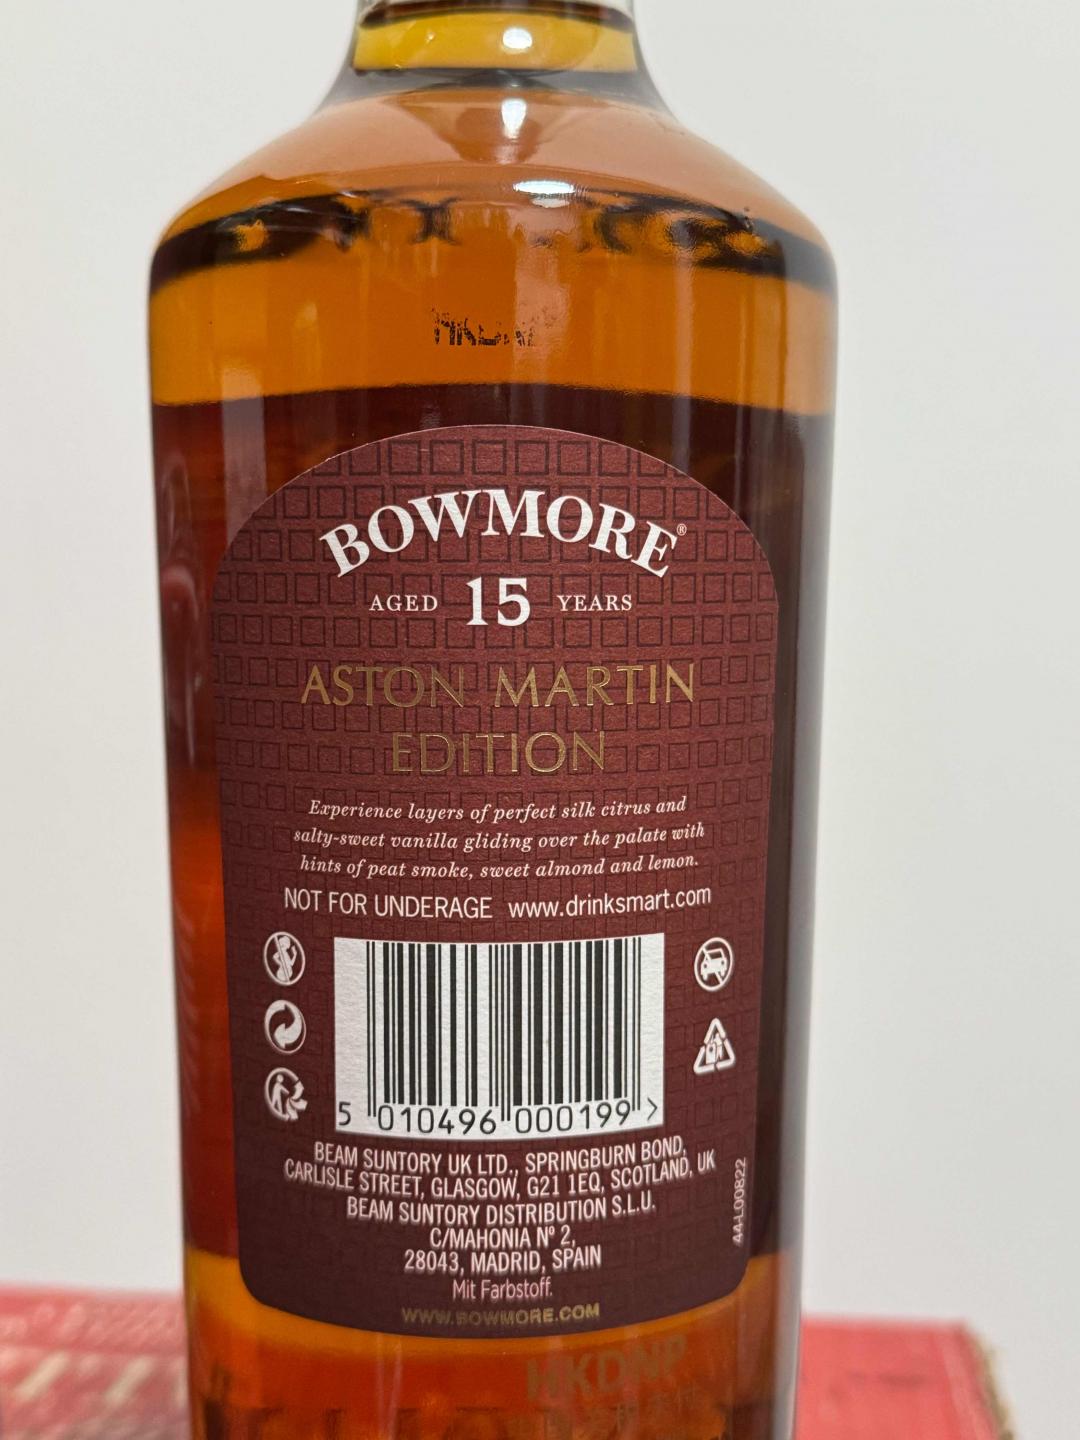 BOWMORE®
AGED 15 YEARS
ASTON MARTIN
EDITION
Experience layers of perfect silk citrus and
salty-sweet vanilla gliding over the palate with
hints of peat smoke, sweet almond and lemon.
NOT FOR UNDERAGE www.drinksmart.com
5 010496 000199 >
BEAM SUNTORY UK LTD., SPRINGBURN BOND,
CARLISLE STREET, GLASGOW, G21 1EQ, SCOTLAND, UK
BEAM SUNTORY DISTRIBUTION S.L.U.
C/MAHONIA Nº 2,
28043, MADRID, SPAIN
Mit Farbstoff.
WWW.BOWMORE.COM
44-L00822
HKDNP